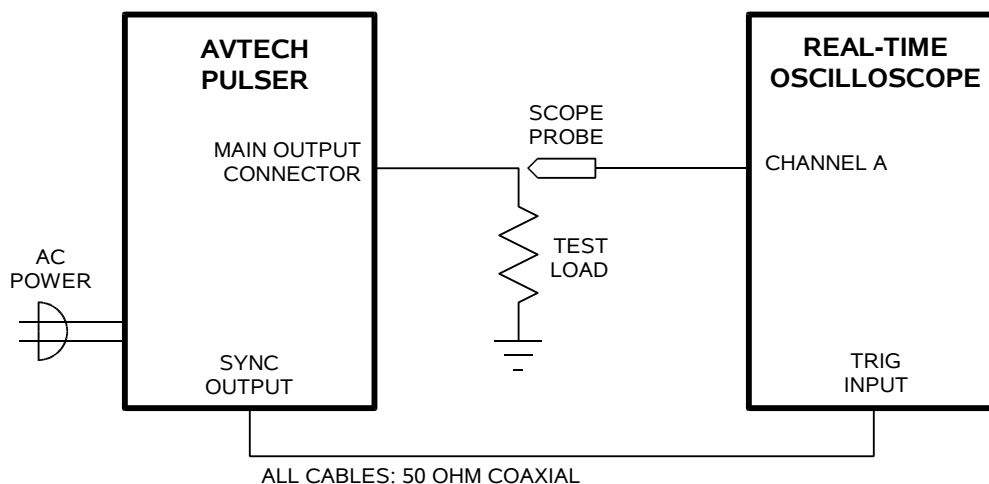 AVTECH
PULSER
REAL-TIME
OSCILLOSCOPE
SCOPE
PROBE
MAIN OUTPUT
CONNECTOR
CHANNEL A
TEST
LOAD
AC
POWER
SYNC
OUTPUT
TRIG
INPUT
ALL CABLES: 50 OHM COAXIAL